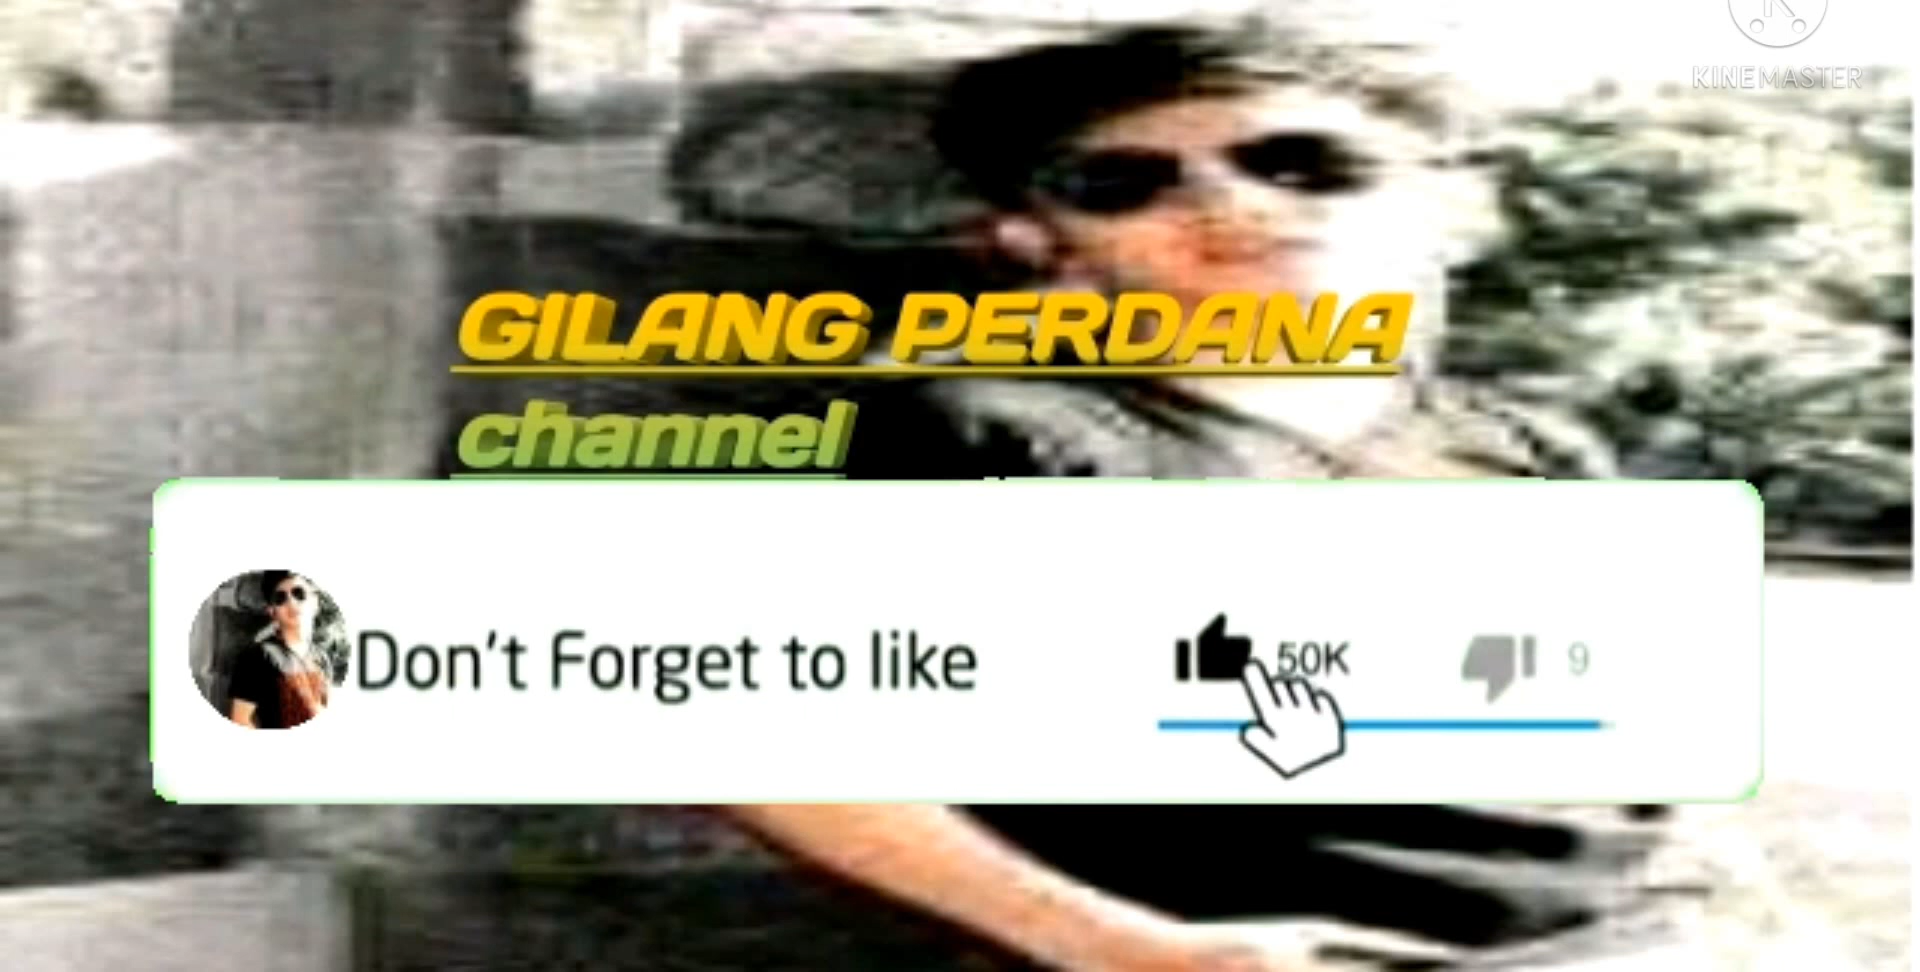 KINEMASTER
GILANG PERDANA
channel
Don't Forget to like
50K
9